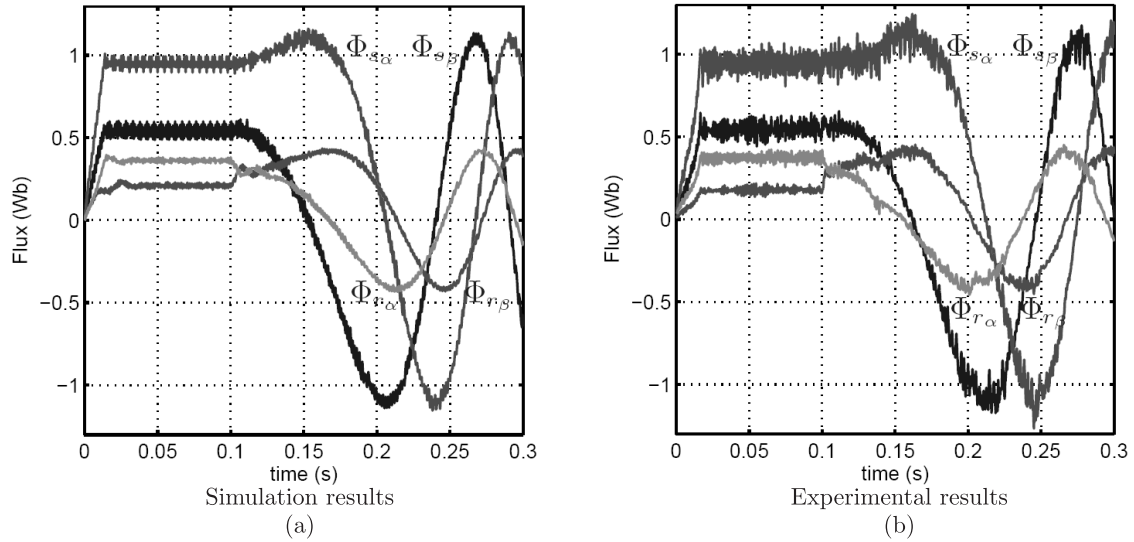 Flux (Wb)
1
0.5
0
−0.5
−1
Φsα
Φsβ
Φrα
Φrβ
0 0.05 0.1 0.15 0.2 0.25 0.3
time (s)
Simulation results
(a)
Flux (Wb)
1
0.5
0
−0.5
−1
Φsα
Φsβ
Φrα
Φrβ
0 0.05 0.1 0.15 0.2 0.25 0.3
time (s)
Experimental results
(b)